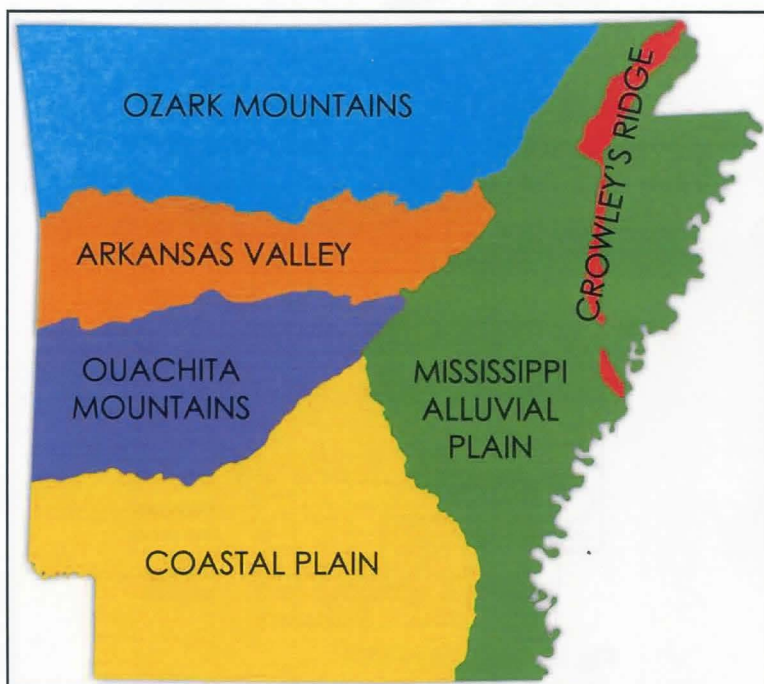 OZARK MOUNTAINS
CROWLEY'S RIDGE
ARKANSAS VALLEY
OUACHITA
MOUNTAINS
MISSISSIPPI
ALLUVIAL
PLAIN
COASTAL PLAIN